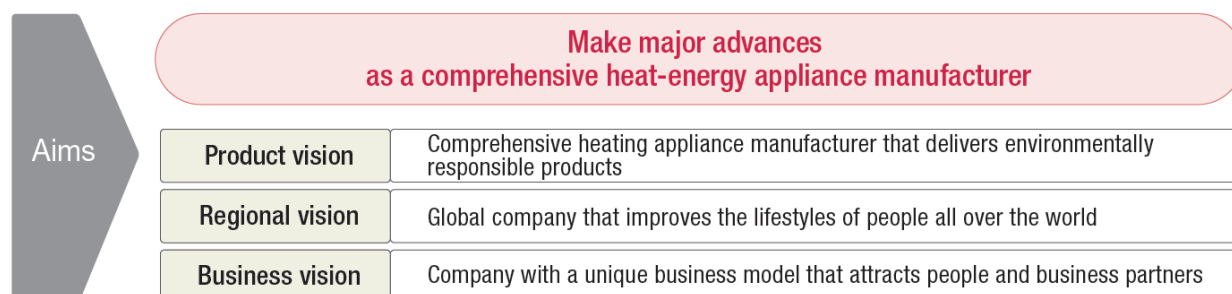 Make major advances
as a comprehensive heat-energy appliance manufacturer
Aims
Product vision
Comprehensive heating appliance manufacturer that delivers environmentally
responsible products
Regional vision
Global company that improves the lifestyles of people all over the world
Business vision
Company with a unique business model that attracts people and business partners